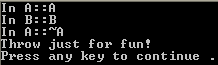 In A::A
In B::B
In A::~A
Throw just for fun!
Press any key to continue .